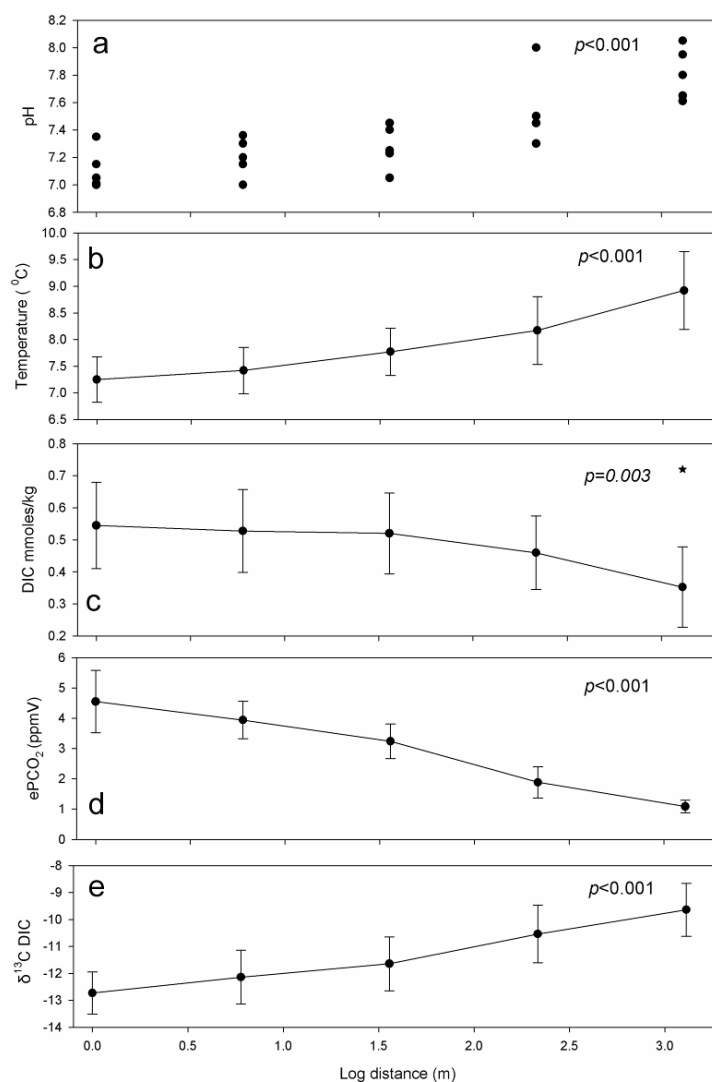 a
p<0.001
8.2
8.0
7.8
7.6
7.4
7.2
7.0
6.8
pH
b
p<0.001
10.0
9.5
9.0
8.5
8.0
7.5
7.0
6.5
Temperature ( ⁰C)
p=0.003
0.8
0.7
0.6
0.5
0.4
0.3
0.2
DIC mmoles/kg
c
p<0.001
6
5
4
3
2
1
0
ePCO₂ (ppmV)
d
e
p<0.001
-8
-9
-10
-11
-12
-13
-14
δ¹³C DIC
0.0 0.5 1.0 1.5 2.0 2.5 3.0
Log distance (m)